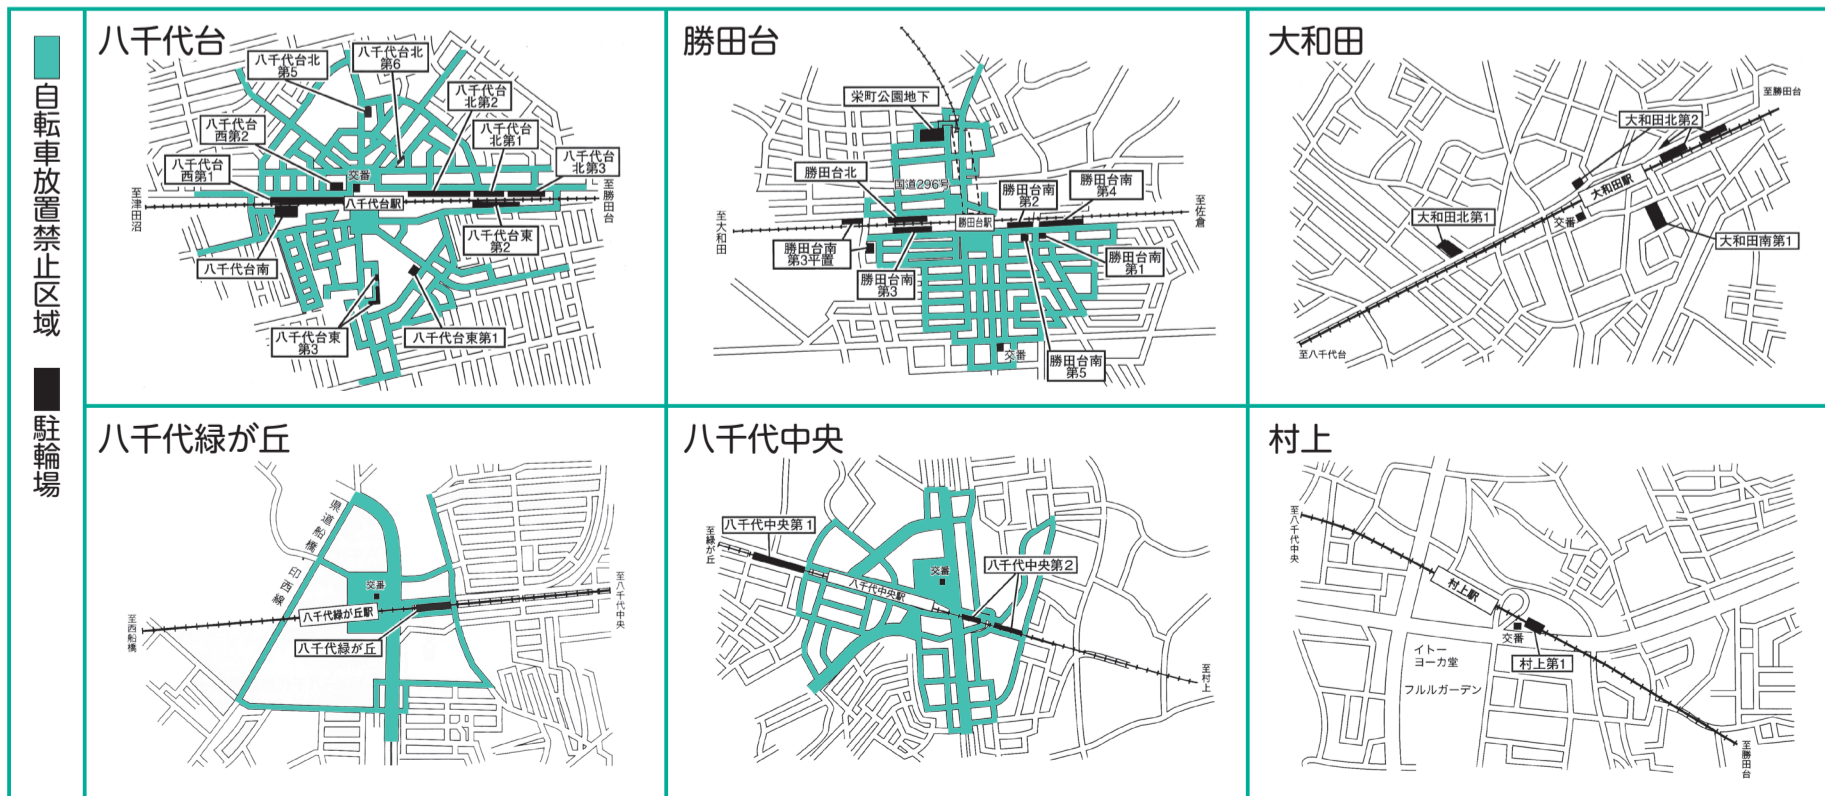 自転車放置禁止区域
駐輪場
八千代台
八千代台北
第5
八千代台北
第6
八千代台
北第2
八千代台
西第2
八千代台
北第1
八千代台
西第1
八千代台
北第3
交番
至津田沼
八千代台駅
至勝田台
八千代台東
第2
八千代台南
八千代台東
第3
八千代台東第1
勝田台
栄町公園地下
勝田台北
国道296号
勝田台南
第2
勝田台南
第4
至大和田
勝田台駅
至佐倉
勝田台南
第3平置
勝田台南
第3
勝田台南
第1
交番
勝田台南
第5
大和田
至勝田台
大和田北第2
大和田駅
大和田北第1
交番
大和田南第1
至八千代台
八千代緑が丘
県道船橋・印西線
交番
至西船橋
八千代緑が丘駅
至八千代中央
八千代緑が丘
八千代中央
八千代中央第1
至緑が丘
交番
八千代中央第2
八千代中央駅
至村上
村上
至八千代中央
村上駅
交番
イトー
ヨーカ堂
村上第1
フルルガーデン
至勝田台